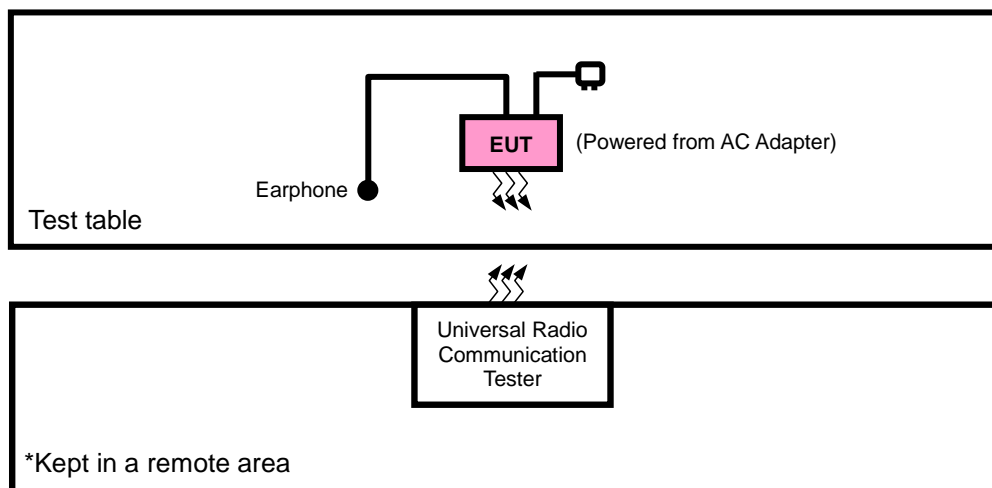 EUT
(Powered from AC Adapter)
Earphone
Test table
Universal Radio
Communication
Tester
*Kept in a remote area